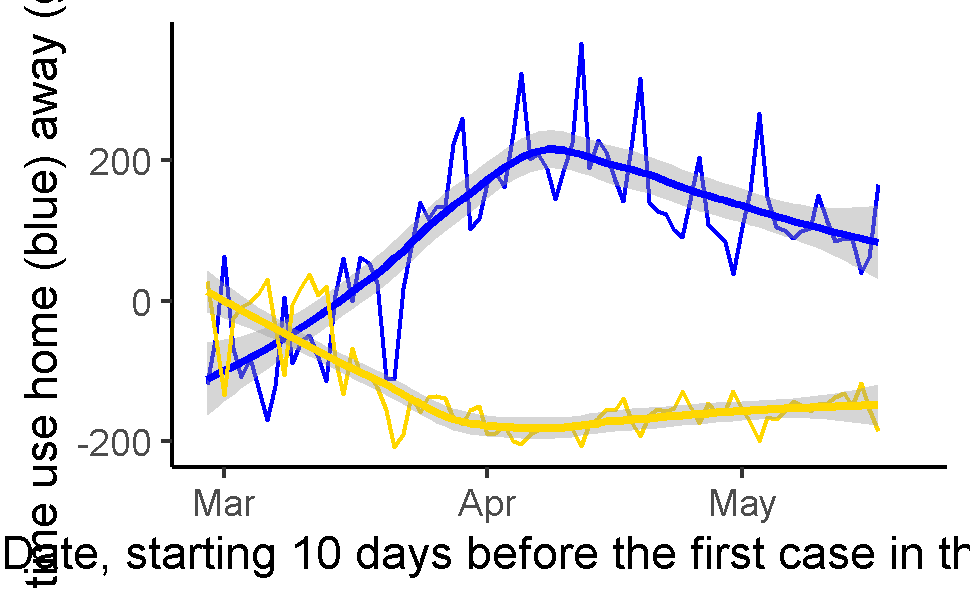 time use home (blue) away (
200
0
-200
Mar Apr May
Date, starting 10 days before the first case in th